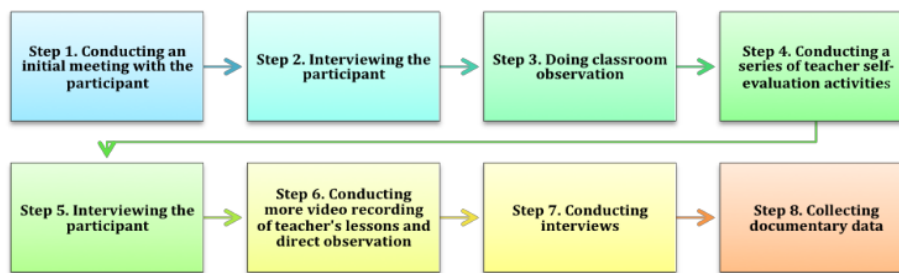 Step 1. Conducting an
initial meeting with the
participant
Step 2. Interviewing the
participant
Step 3. Doing classroom
observation
Step 4. Conducting a
series of teacher self-
evaluation activities
Step 5. Interviewing the
participant
Step 6. Conducting
more video recording
of teacher's lessons and
direct observation
Step 7. Conducting
interviews
Step 8. Collecting
documentary data